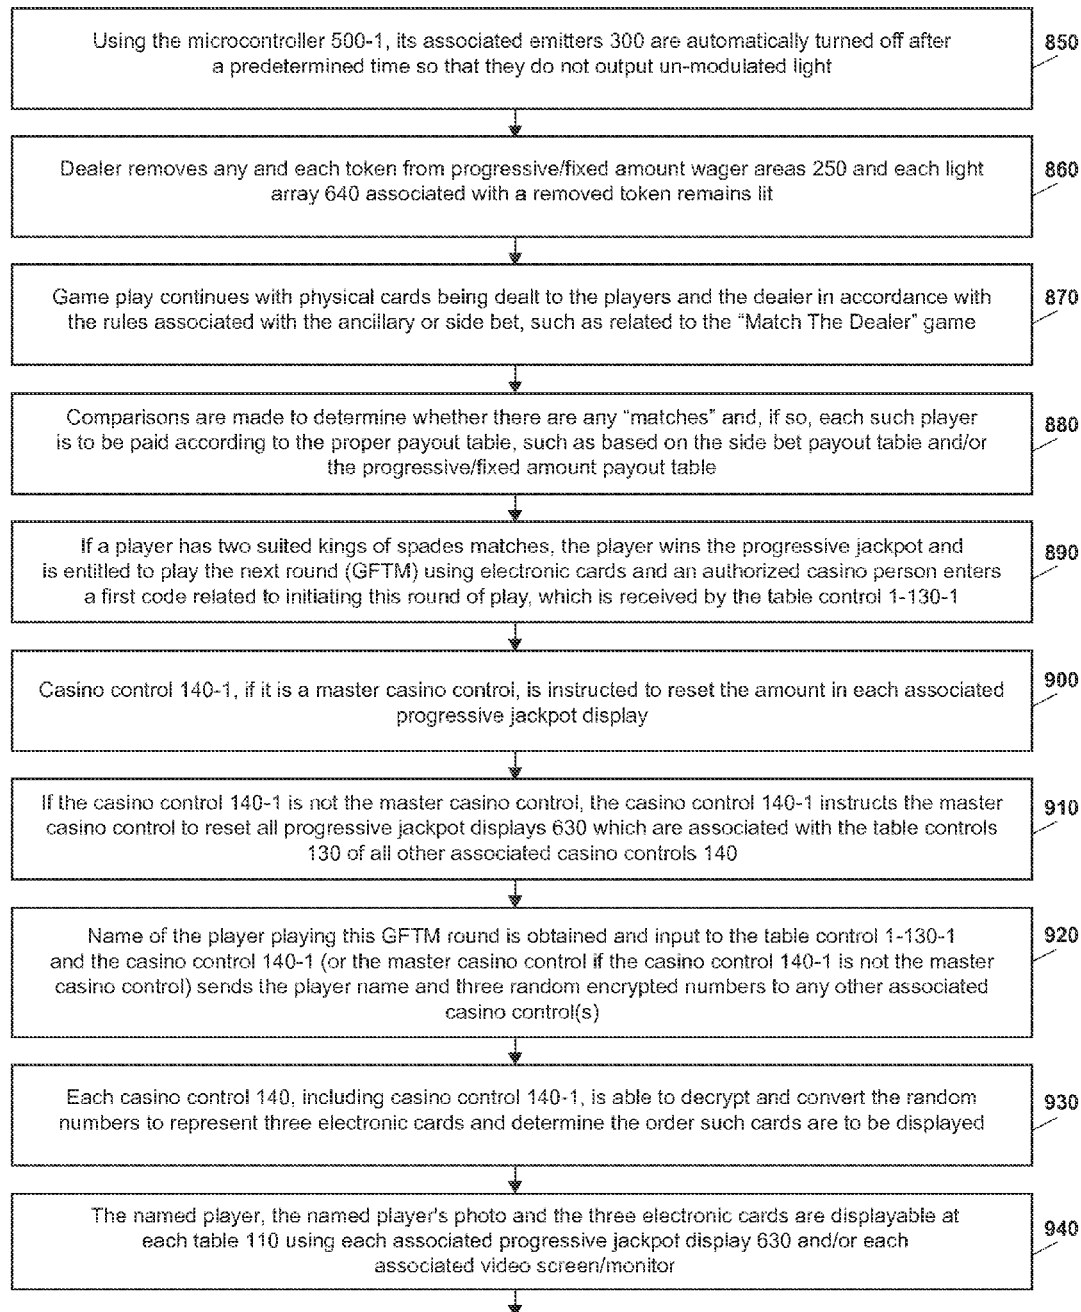 Using the microcontroller 500-1, its associated emitters 300 are automatically turned off after
a predetermined time so that they do not output un-modulated light
850
Dealer removes any and each token from progressive/fixed amount wager areas 250 and each light
array 640 associated with a removed token remains lit
860
Game play continues with physical cards being dealt to the players and the dealer in accordance with
the rules associated with the ancillary or side bet, such as related to the “Match The Dealer” game
870
Comparisons are made to determine whether there are any “matches” and, if so, each such player
is to be paid according to the proper payout table, such as based on the side bet payout table and/or
the progressive/fixed amount payout table
880
If a player has two suited kings of spades matches, the player wins the progressive jackpot and
is entitled to play the next round (GFTM) using electronic cards and an authorized casino person enters
a first code related to initiating this round of play, which is received by the table control 1-130-1
890
Casino control 140-1, if it is a master casino control, is instructed to reset the amount in each associated
progressive jackpot display
900
If the casino control 140-1 is not the master casino control, the casino control 140-1 instructs the master
casino control to reset all progressive jackpot displays 630 which are associated with the table controls
130 of all other associated casino controls 140
910
Name of the player playing this GFTM round is obtained and input to the table control 1-130-1
and the casino control 140-1 (or the master casino control if the casino control 140-1 is not the master
casino control) sends the player name and three random encrypted numbers to any other associated
casino control(s)
920
Each casino control 140, including casino control 140-1, is able to decrypt and convert the random
numbers to represent three electronic cards and determine the order such cards are to be displayed
930
The named player, the named player's photo and the three electronic cards are displayable at
each table 110 using each associated progressive jackpot display 630 and/or each
associated video screen/monitor
940